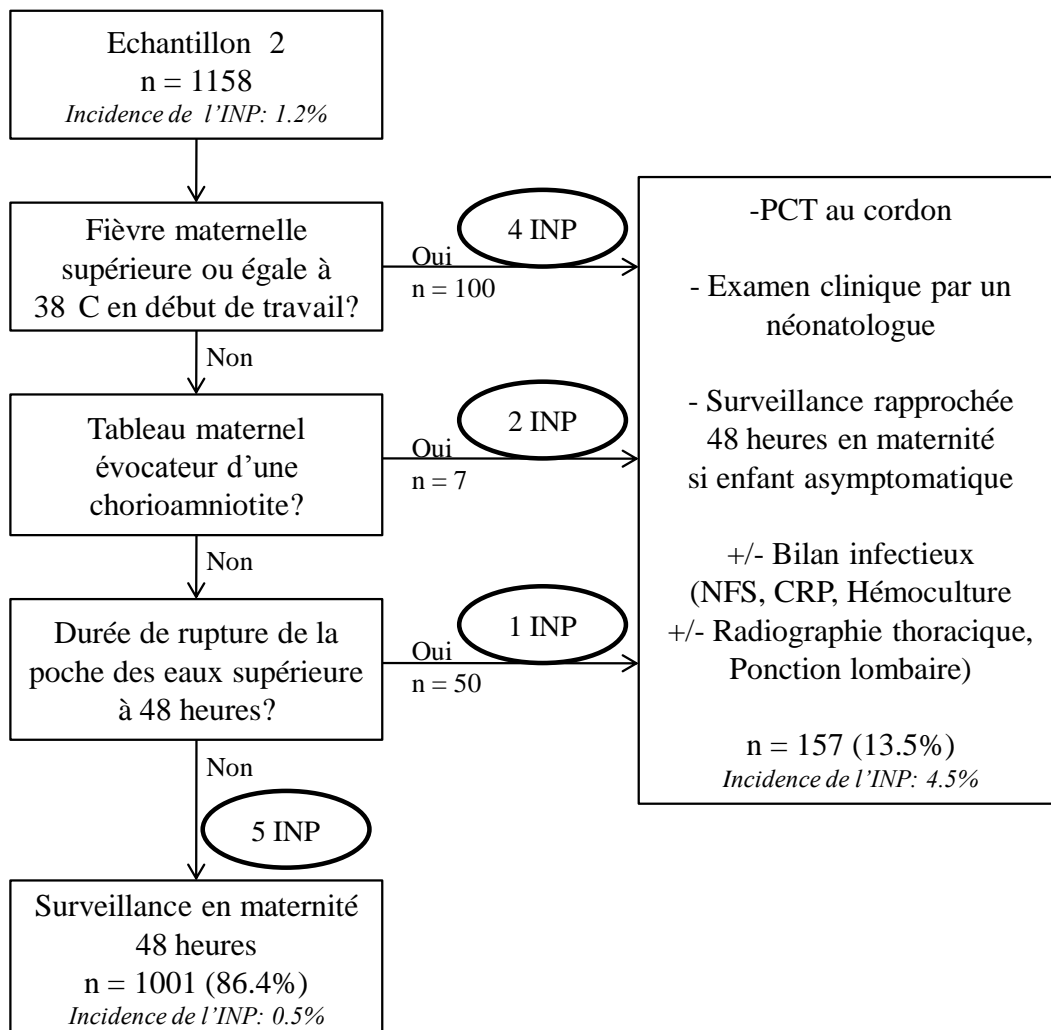 Echantillon 2
n = 1158
Incidence de l'INP: 1.2%
Fièvre maternelle
supérieure ou égale à
38 C en début de travail?
Oui
n = 100
4 INP
Non
Tableau maternel
évocateur d'une
chorioamniotite?
Oui
n = 7
2 INP
Non
Durée de rupture de la
poche des eaux supérieure
à 48 heures?
Oui
n = 50
1 INP
Non
5 INP
Surveillance en maternité
48 heures
n = 1001 (86.4%)
Incidence de l'INP: 0.5%
-PCT au cordon
- Examen clinique par un
néonatologue
- Surveillance rapprochée
48 heures en maternité
si enfant asymptomatique
+/- Bilan infectieux
(NFS, CRP, Hémoculture
+/- Radiographie thoracique,
Ponction lombaire)
n = 157 (13.5%)
Incidence de l'INP: 4.5%